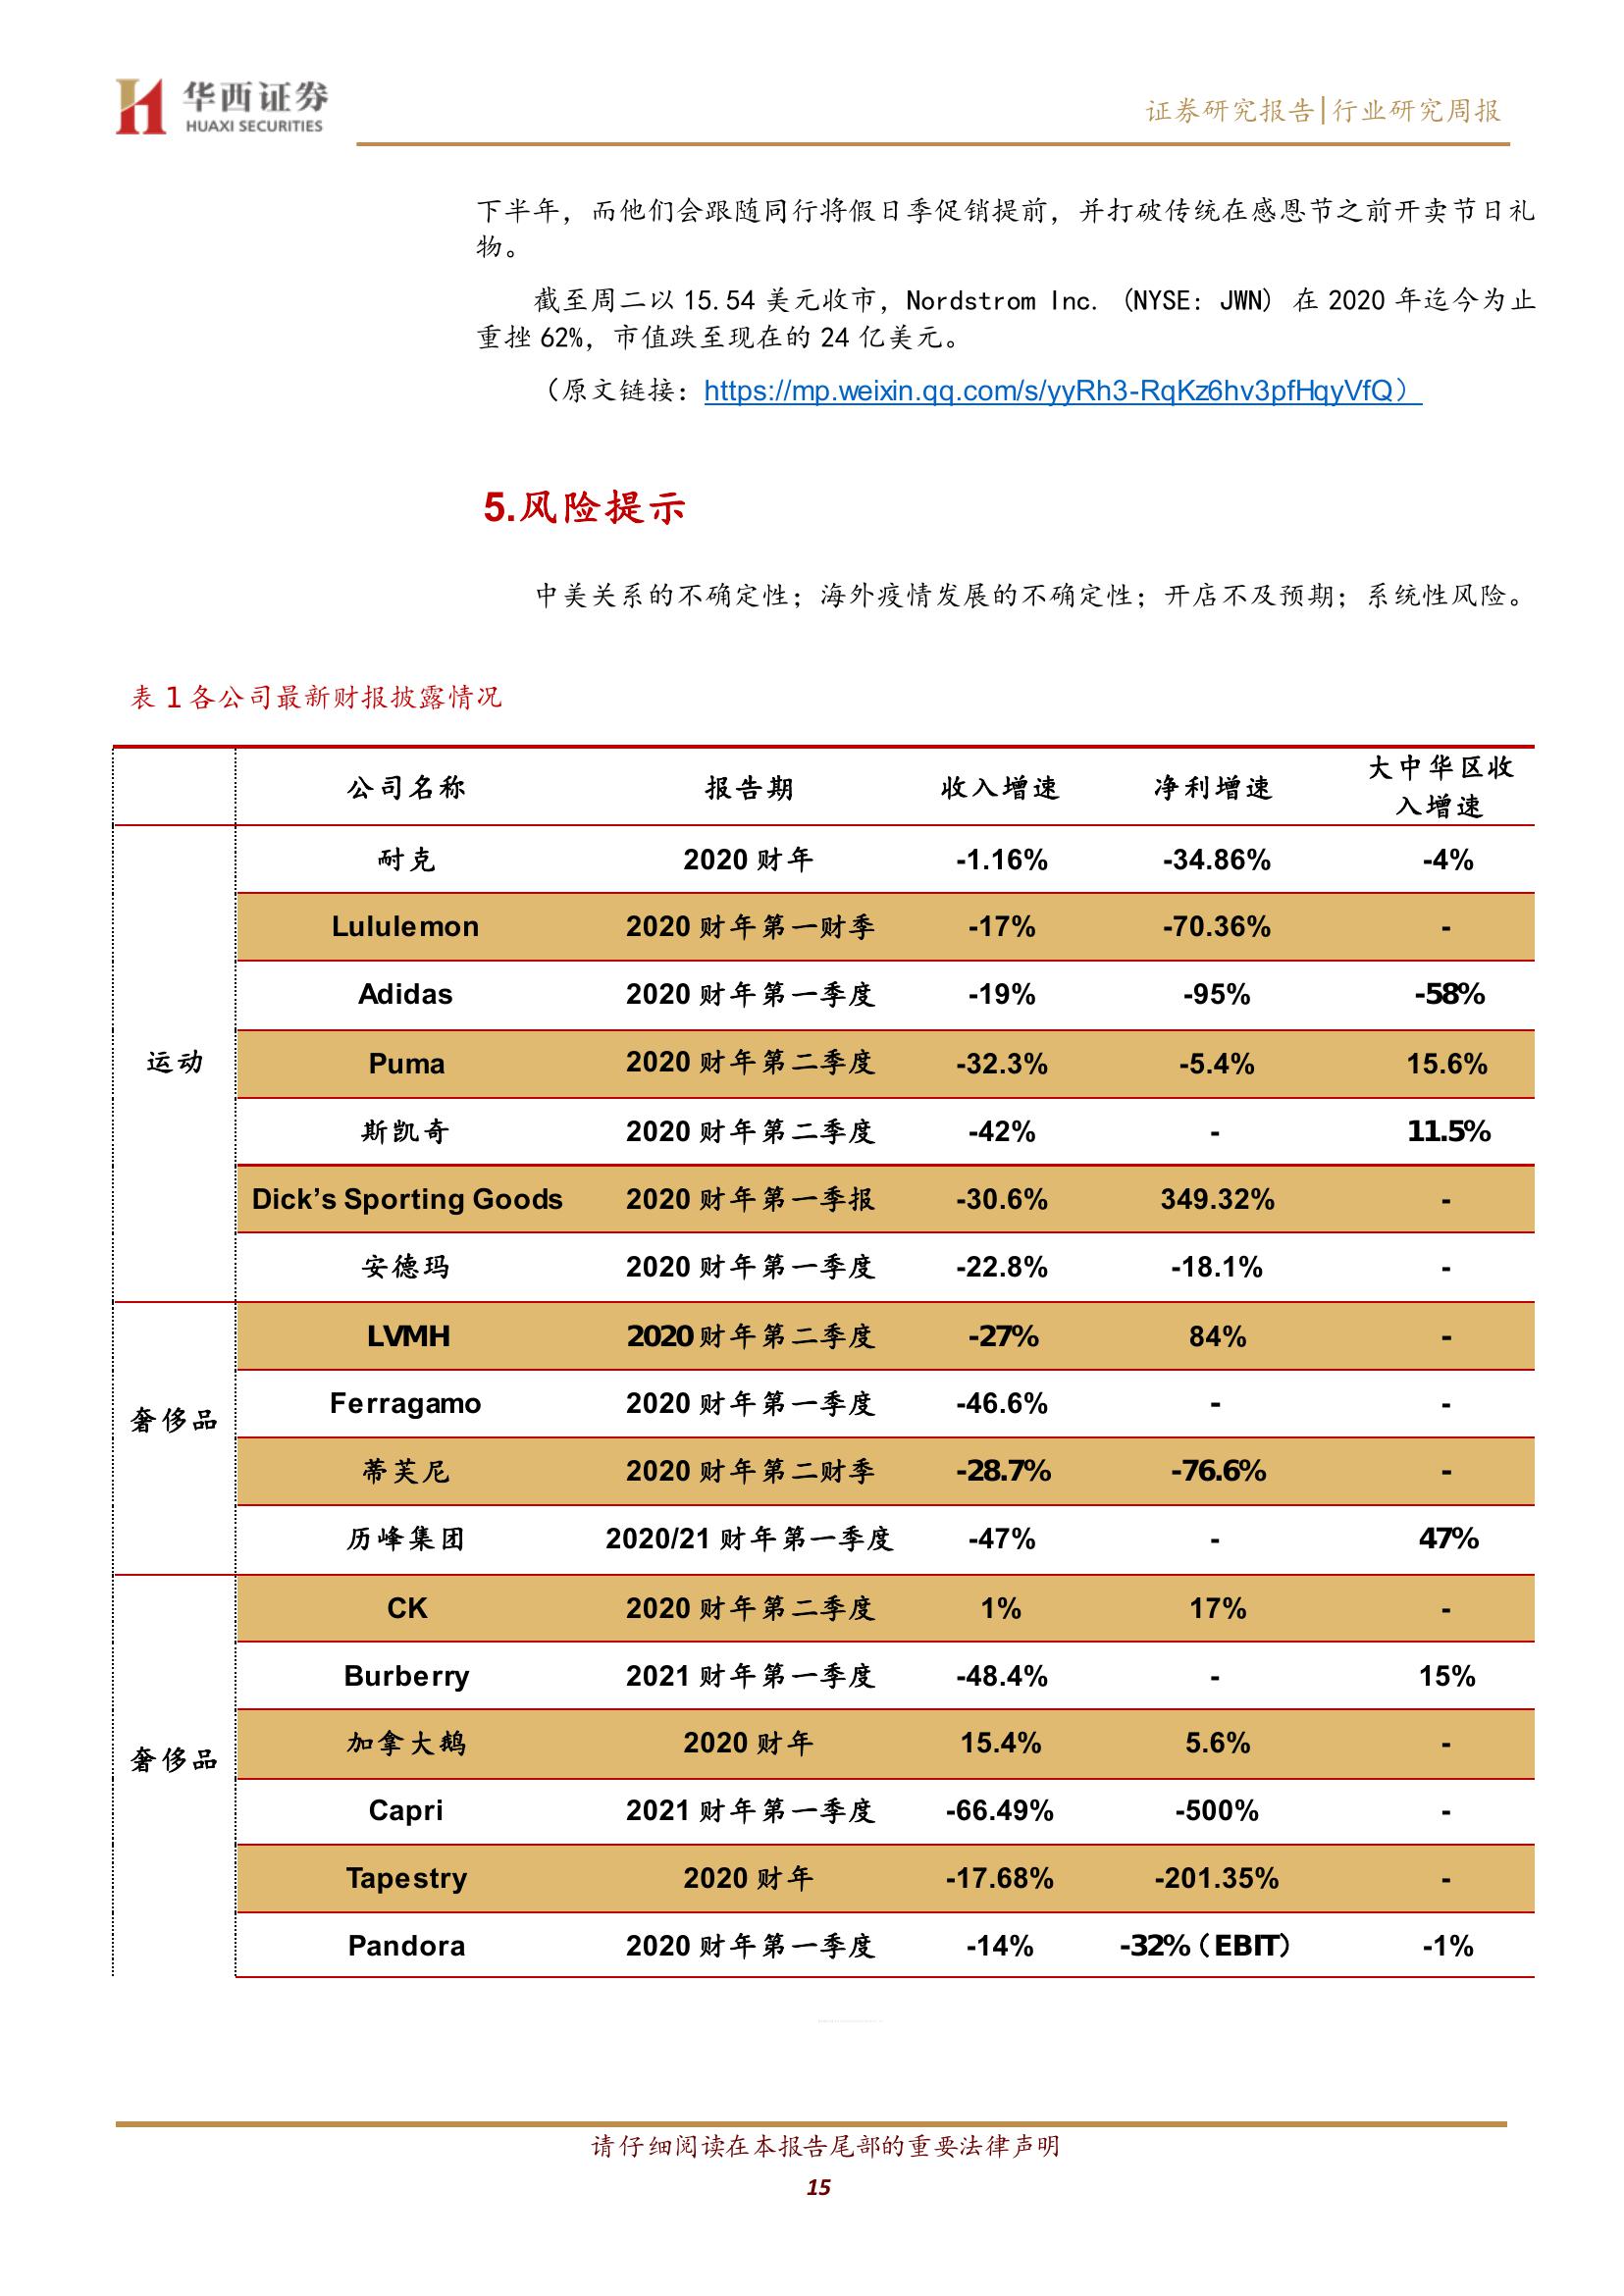 华西证券
HUAXI SECURITIES
证券研究报告|行业研究周报
下半年，而他们会跟随同行将假日季促销提前，并打破传统在感恩节之前开卖节日礼
物。
截至周二以 15.54 美元收市，Nordstrom Inc. (NYSE: JWN) 在 2020 年迄今为止
重挫 62%，市值跌至现在的 24 亿美元。
（原文链接：https://mp.weixin.qq.com/s/yyRh3-RqKz6hv3pfHqyVfQ）
5.风险提示
中美关系的不确定性；海外疫情发展的不确定性；开店不及预期；系统性风险。
表 1 各公司最新财报披露情况
公司名称 报告期 收入增速 净利增速 大中华区收
入增速
耐克 2020 财年 -1.16% -34.86% -4%
Lululemon 2020 财年第一财季 -17% -70.36% -
Adidas 2020 财年第一季度 -19% -95% -58%
运动 Puma 2020 财年第二季度 -32.3% -5.4% 15.6%
斯凯奇 2020 财年第二季度 -42% - 11.5%
Dick’s Sporting Goods 2020 财年第一季报 -30.6% 349.32% -
安德玛 2020 财年第一季度 -22.8% -18.1% -
LVMH 2020 财年第二季度 -27% 84% -
Ferragamo 2020 财年第一季度 -46.6% - -
奢侈品
蒂芙尼 2020 财年第二财季 -28.7% -76.6% -
历峰集团 2020/21 财年第一季度 -47% - 47%
CK 2020 财年第二季度 1% 17% -
Burberry 2021 财年第一季度 -48.4% - 15%
加拿大鹅 2020 财年 15.4% 5.6% -
奢侈品
Capri 2021 财年第一季度 -66.49% -500% -
Tapestry 2020 财年 -17.68% -201.35% -
Pandora 2020 财年第一季度 -14% -32%（EBIT） -1%
请仔细阅读在本报告尾部的重要法律声明
15